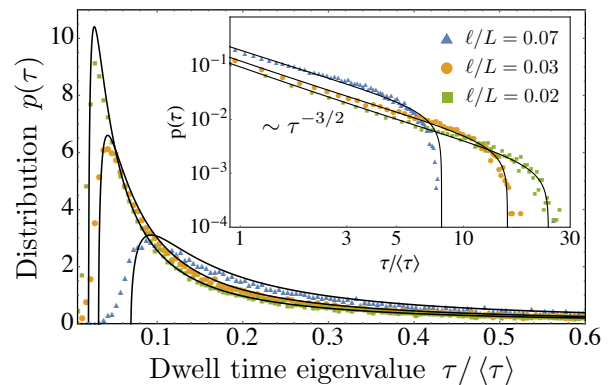 Distribution p(τ)
10
8
6
4
2
0
0.1
0.2
0.3
0.4
0.5
0.6
Dwell time eigenvalue τ/⟨τ⟩
p(τ)
10⁻¹
10⁻²
10⁻³
10⁻⁴
1
3
5
10
30
τ/⟨τ⟩
∼ τ⁻³/²
ℓ/L = 0.07
ℓ/L = 0.03
ℓ/L = 0.02